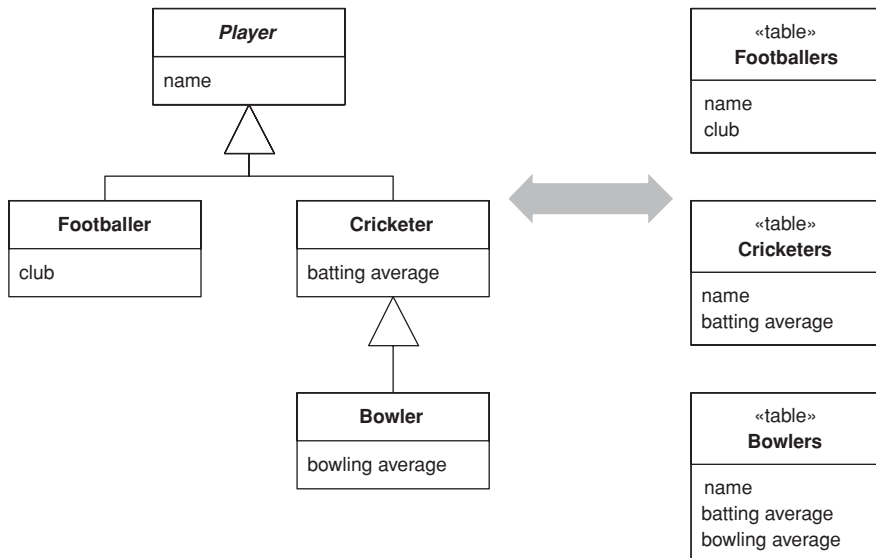 Player
name
Footballer
club
Cricketer
batting average
Bowler
bowling average
«table»
Footballers
name
club
«table»
Cricketers
name
batting average
«table»
Bowlers
name
batting average
bowling average